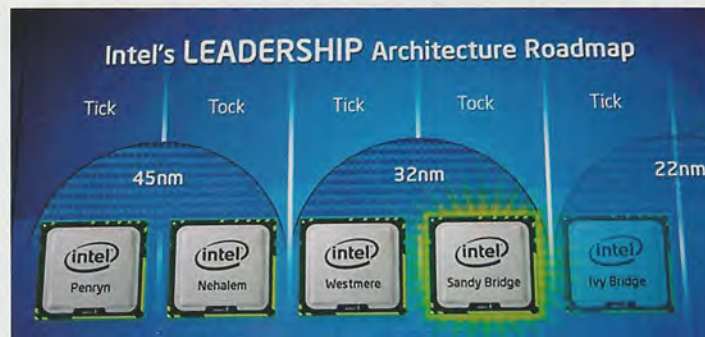 Intel's LEADERSHIP Architecture Roadmap
Tick Tock Tick Tock Tick
45nm 32nm 22nm
intel intel intel intel intel
Penryn Nehalem Westmere Sandy Bridge Ivy Bridge